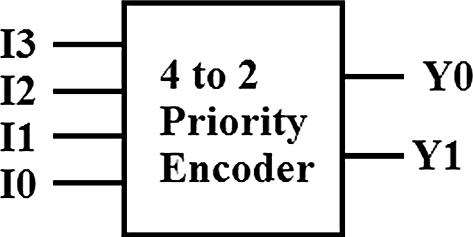 I3
I2
I1
I0
4 to 2
Priority
Encoder
Y0
Y1